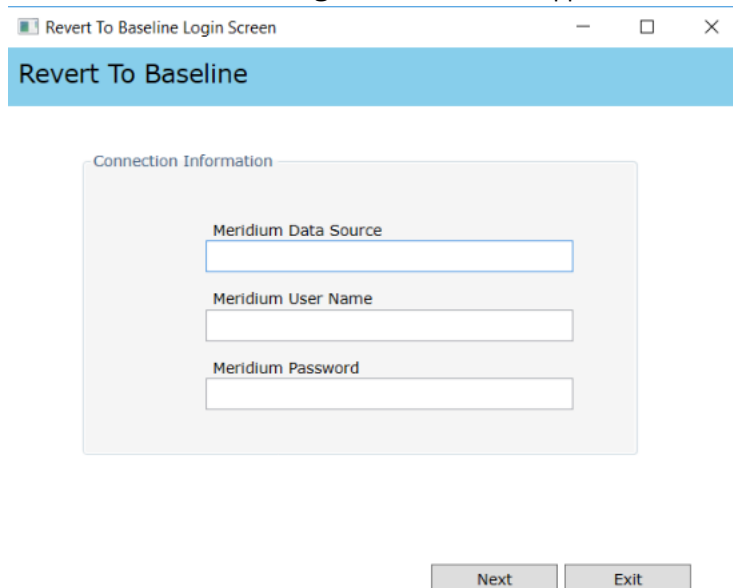 Revert To Baseline Login Screen
Revert To Baseline
Connection Information
Meridium Data Source
Meridium User Name
Meridium Password
Next Exit